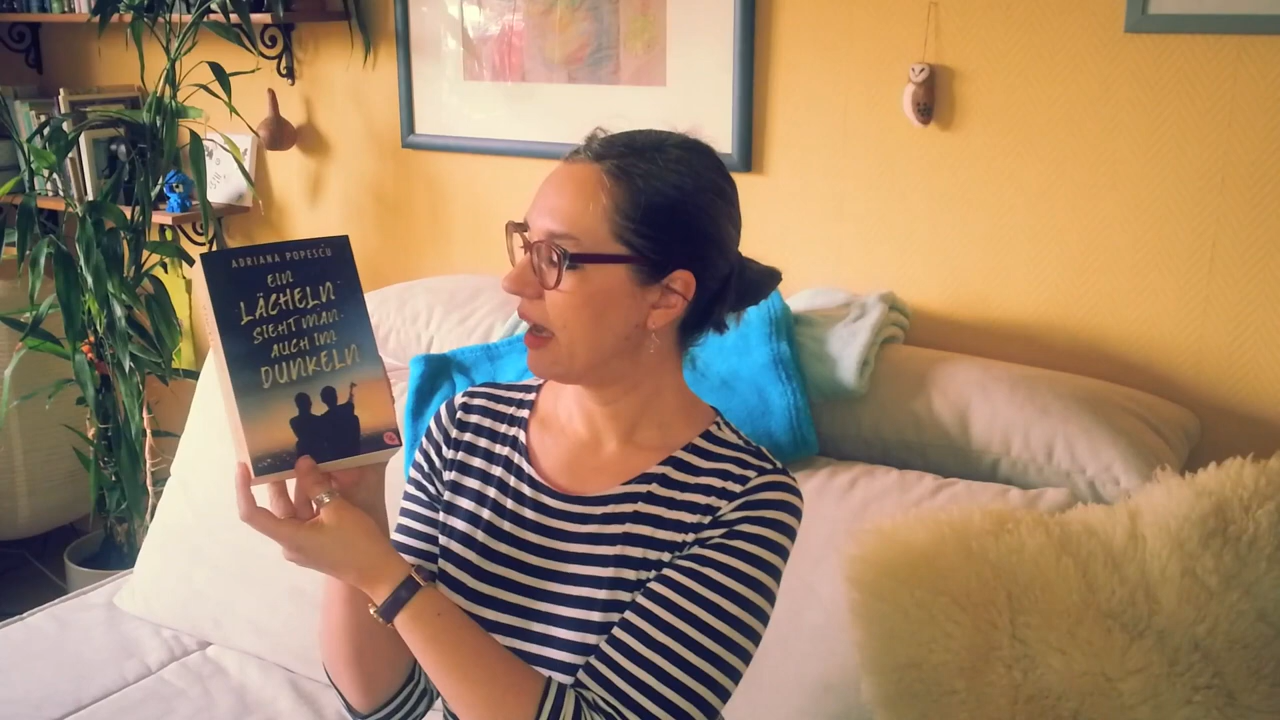 ADRIANA POPESCU
EIN
LÄCHELN
SIEHT MAN
AUCH IM
DUNKELN